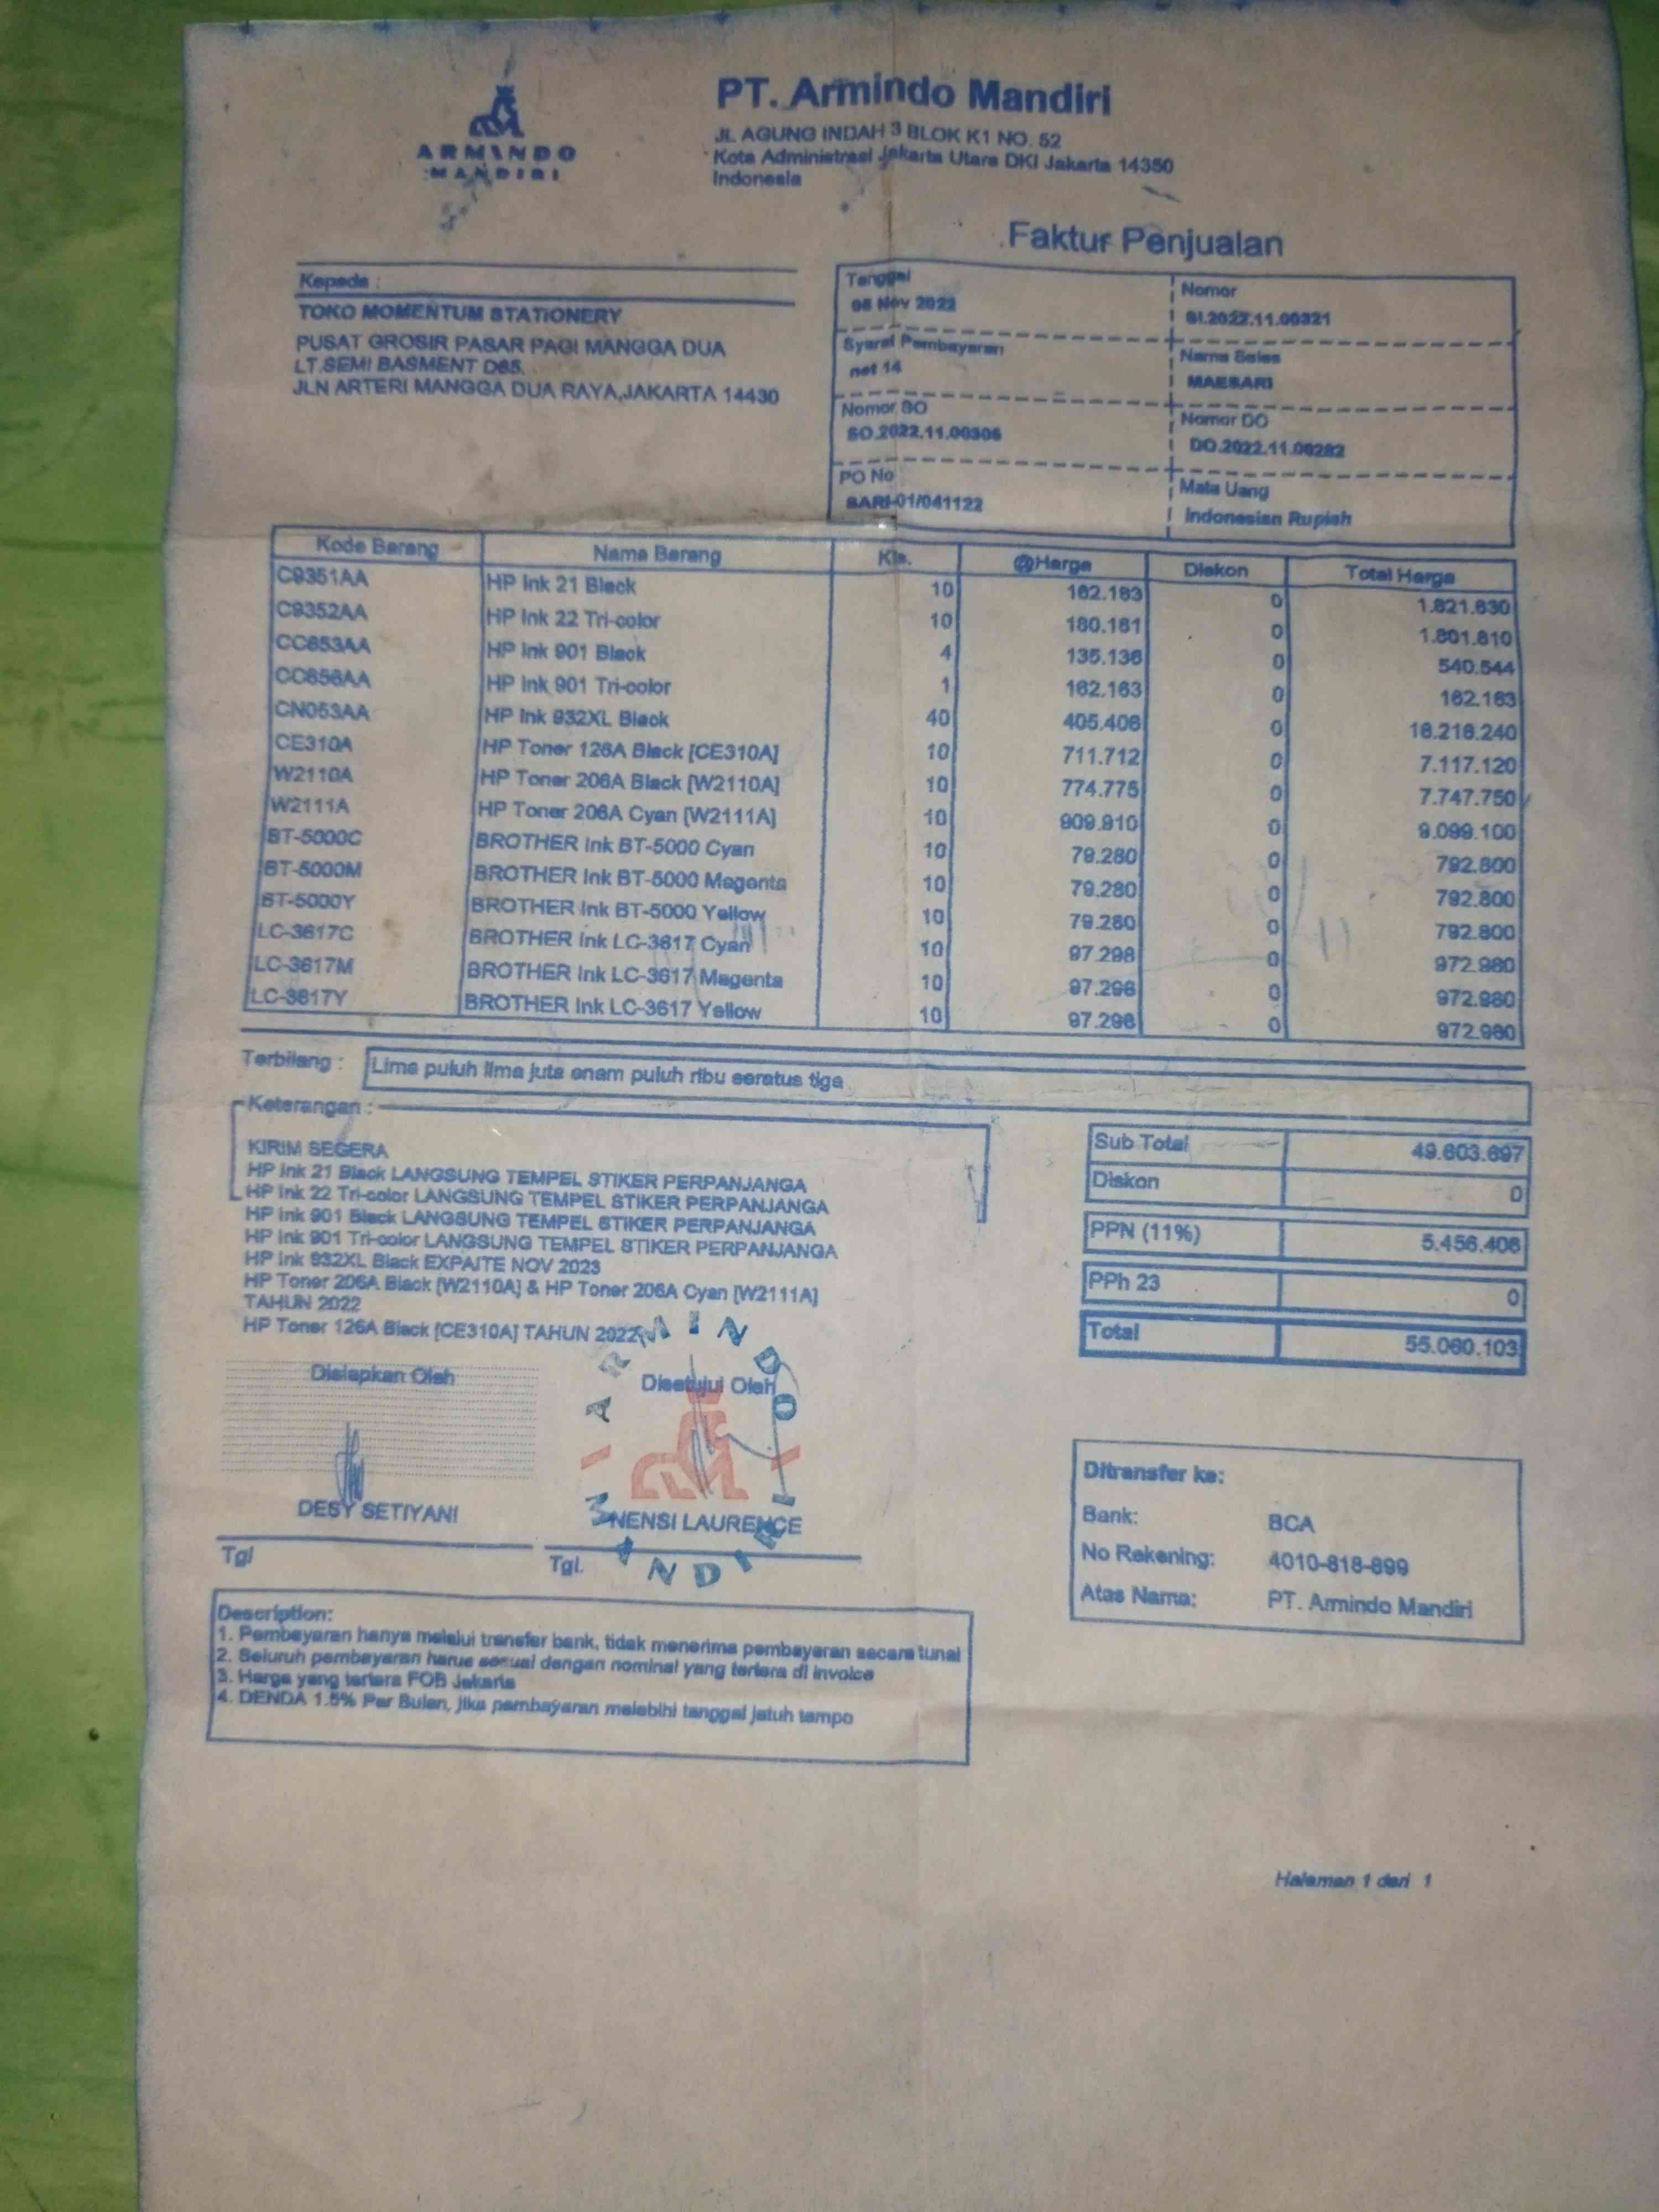 ARMINDO
MANDIRI
PT. Armindo Mandiri
JL. AGUNG INDAH 3 BLOK K1 NO. 52
Kota Administrasi Jakarta Utara DKI Jakarta 14350
Indonesia
Faktur Penjualan
Kepada :
TOKO MOMENTUM STATIONERY
PUSAT GROSIR PASAR PAGI MANGGA DUA
LT.SEMI BASMENT D65.
JLN ARTERI MANGGA DUA RAYA,JAKARTA 14430
Tanggal
Nov 2022
Nomor
SI.2022.11.00321
Syarat Pembayaran
net 14
Nama Sales
MAESARI
Nomor SO
SO.2022.11.00306
Nomor DO
DO.2022.11.00282
PO No
SARI-01/041122
Mata Uang
Indonesian Rupiah
Kode Barang Nama Barang Kts. @Harga Diskon Total Harga
C9351AA HP Ink 21 Black 10 182.183 0 1.821.830
C9352AA HP Ink 22 Tri-color 10 180.181 0 1.801.810
CC653AA HP Ink 901 Black 4 135.136 0 540.544
CC656AA HP Ink 901 Tri-color 1 162.163 0 162.163
CN053AA HP Ink 932XL Black 40 405.406 0 16.216.240
CE310A HP Toner 126A Black [CE310A] 10 711.712 0 7.117.120
W2110A HP Toner 206A Black [W2110A] 10 774.775 0 7.747.750
W2111A HP Toner 206A Cyan [W2111A] 10 909.910 0 9.099.100
BT-5000C BROTHER Ink BT-5000 Cyan 10 79.280 0 792.800
BT-5000M BROTHER Ink BT-5000 Magenta 10 79.280 0 792.800
BT-5000Y BROTHER Ink BT-5000 Yellow 10 79.280 0 792.800
LC-3617C BROTHER Ink LC-3617 Cyan 10 97.298 0 972.980
LC-3617M BROTHER Ink LC-3617 Magenta 10 97.298 0 972.980
LC-3617Y BROTHER Ink LC-3617 Yellow 10 97.298 0 972.980
Terbilang : Lima puluh lima juta enam puluh ribu seratus tiga
Keterangan :
KIRIM SEGERA
HP Ink 21 Black LANGSUNG TEMPEL STIKER PERPANJANGA
HP Ink 22 Tri-color LANGSUNG TEMPEL STIKER PERPANJANGA
HP Ink 901 Black LANGSUNG TEMPEL STIKER PERPANJANGA
HP Ink 901 Tri-color LANGSUNG TEMPEL STIKER PERPANJANGA
HP Ink 932XL Black EXPAITE NOV 2023
HP Toner 206A Black [W2110A] & HP Toner 206A Cyan [W2111A]
TAHUN 2022
HP Toner 126A Black [CE310A] TAHUN 2022
Sub Total 49.603.697
Diskon 0
PPN (11%) 5.456.406
PPh 23 0
Total 55.060.103
Disiapkan Oleh
DESY SETIYANI
Tgl
Disetujui Oleh
NENSI LAURENCE
Tgl.
ARMINDO
MANDIRI
Ditransfer ke:
Bank: BCA
No Rekening: 4010-818-899
Atas Nama: PT. Armindo Mandiri
Description:
1. Pembayaran hanya melalui transfer bank, tidak menerima pembayaran secara tunai
2. Seluruh pembayaran harus sesuai dengan nominal yang tertera di invoice
3. Harga yang tertera FOB Jakarta
4. DENDA 1.5% Per Bulan, jika pembayaran melebihi tanggal jatuh tempo
Halaman 1 dari 1